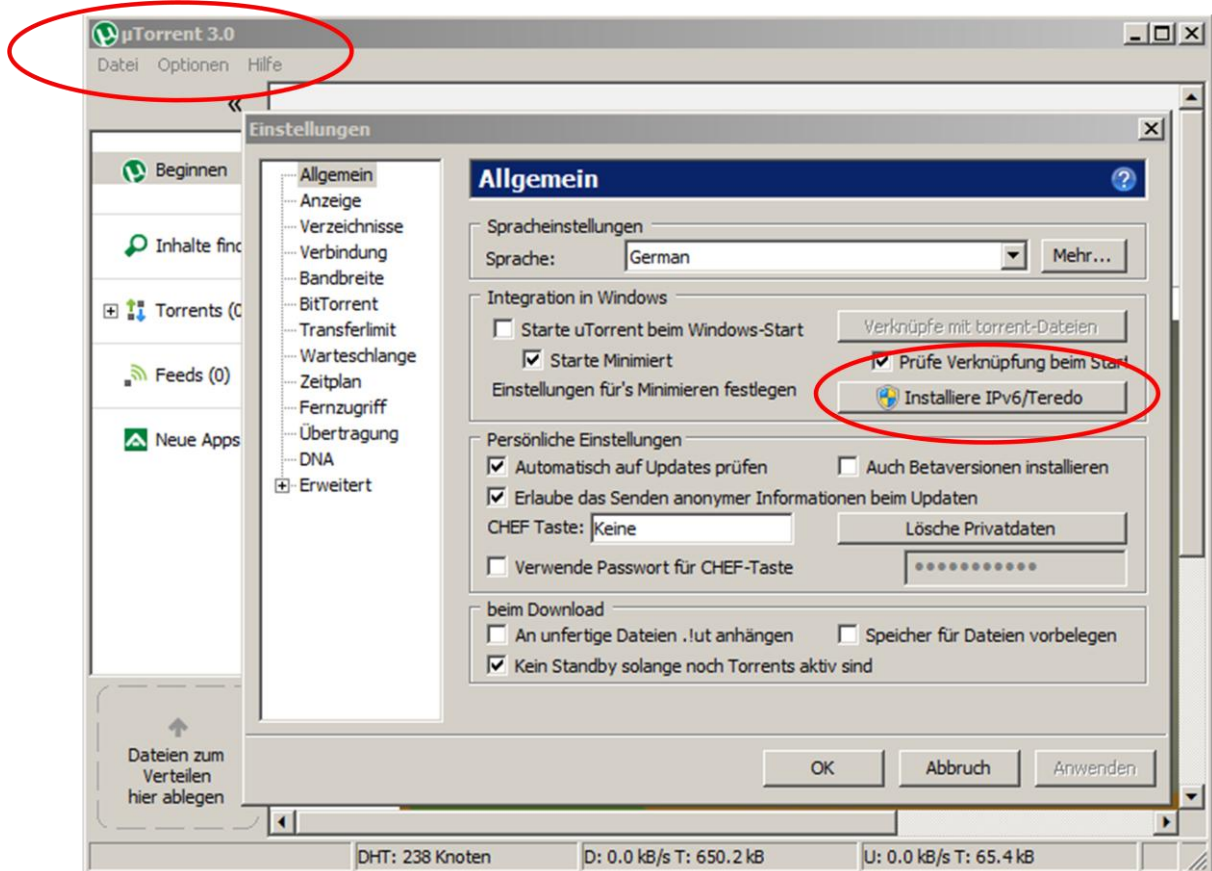 µTorrent 3.0
Datei Optionen Hilfe
«
Beginnen
Inhalte find
Torrents (0
Feeds (0)
Neue Apps
Dateien zum
Verteilen
hier ablegen
Einstellungen
Allgemein
Anzeige
Verzeichnisse
Verbindung
Bandbreite
BitTorrent
Transferlimit
Warteschlange
Zeitplan
Fernzugriff
Übertragung
DNA
Erweitert
Allgemein
Spracheinstellungen
Sprache: German Mehr...
Integration in Windows
Starte uTorrent beim Windows-Start Verknüpfe mit torrent-Dateien
Starte Minimiert Prüfe Verknüpfung beim Start
Einstellungen für's Minimieren festlegen Installiere IPv6/Teredo
Persönliche Einstellungen
Automatisch auf Updates prüfen Auch Betaversionen installieren
Erlaube das Senden anonymer Informationen beim Updaten
CHEF Taste: Keine Lösche Privatdaten
Verwende Passwort für CHEF-Taste
beim Download
An unfertige Dateien .!ut anhängen Speicher für Dateien vorbelegen
Kein Standby solange noch Torrents aktiv sind
OK Abbruch Anwenden
DHT: 238 Knoten D: 0.0 kB/s T: 650.2 kB U: 0.0 kB/s T: 65.4 kB